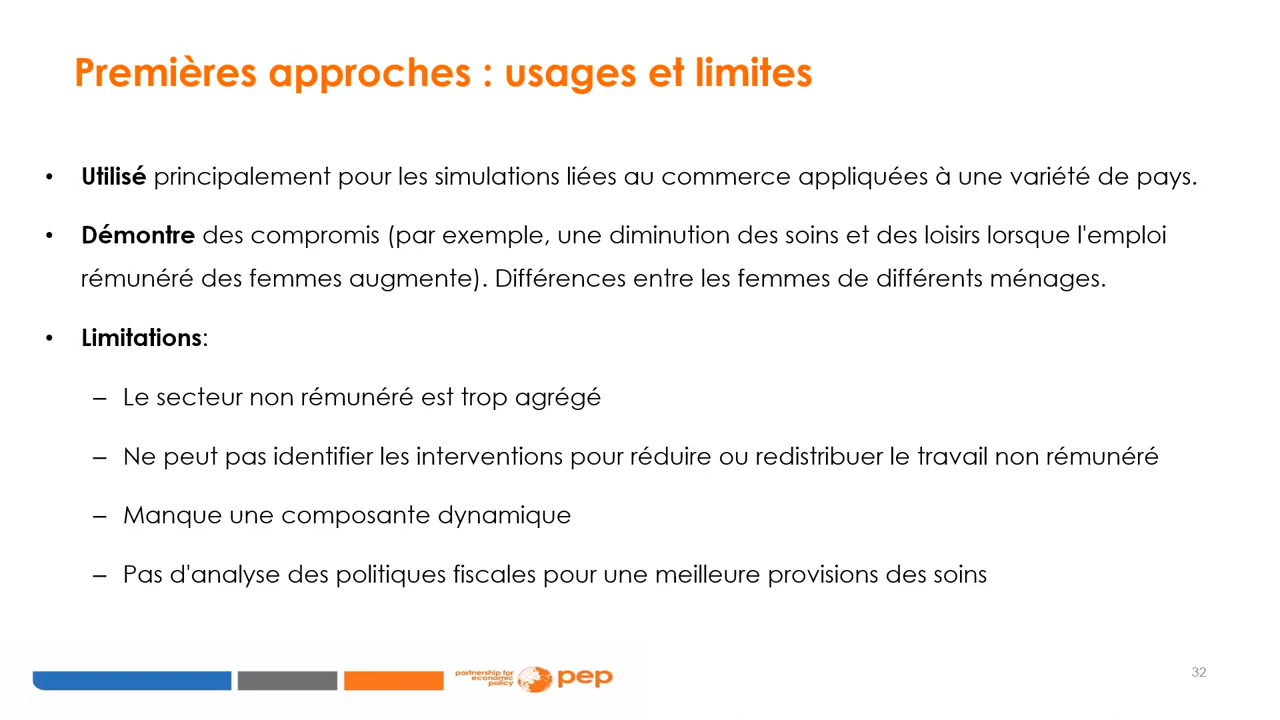 Premières approches : usages et limites
• Utilisé principalement pour les simulations liées au commerce appliquées à une variété de pays.
• Démontre des compromis (par exemple, une diminution des soins et des loisirs lorsque l'emploi
rémunéré des femmes augmente). Différences entre les femmes de différents ménages.
• Limitations:
– Le secteur non rémunéré est trop agrégé
– Ne peut pas identifier les interventions pour réduire ou redistribuer le travail non rémunéré
– Manque une composante dynamique
– Pas d'analyse des politiques fiscales pour une meilleure provisions des soins
partnership for
economic
policy
pep
32